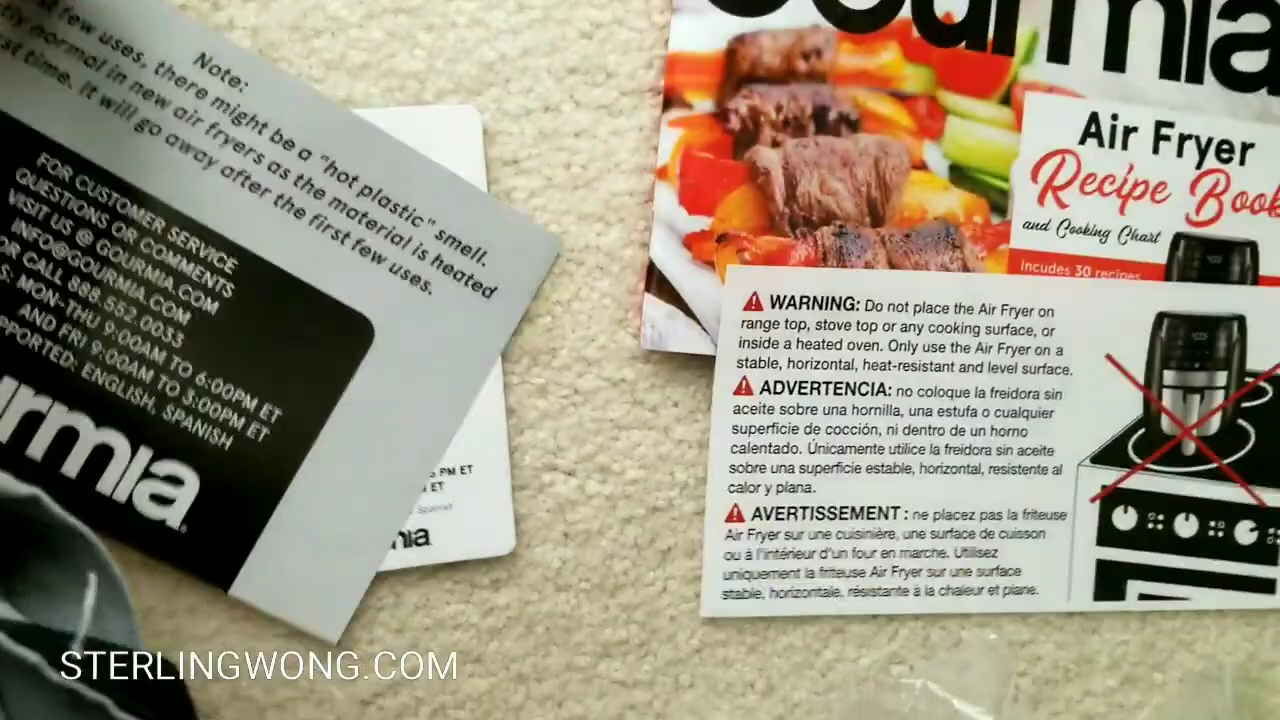 Note:
few uses, there might be a "hot plastic" smell.
normal in new air fryers as the material is heated
time. It will go away after the first few uses.
FOR CUSTOMER SERVICE
QUESTIONS OR COMMENTS
VISIT US @ GOURMIA.COM
INFO@GOURMIA.COM
OR CALL 888.552.0033
MON-THU 9:00AM TO 6:00PM ET
AND FRI 9:00AM TO 3:00PM ET
ENGLISH, SPANISH
urmia
PM ET
ET
Spanish
mia
Gourmia
Air Fryer
Recipe Book
and Cooking Chart
Includes 30 recipes
WARNING: Do not place the Air Fryer on
range top, stove top or any cooking surface, or
inside a heated oven. Only use the Air Fryer on a
stable, horizontal, heat-resistant and level surface.
ADVERTENCIA: no coloque la freidora sin
aceite sobre una hornilla, una estufa o cualquier
superficie de cocción, ni dentro de un horno
calentado. Únicamente utilice la freidora sin aceite
sobre una superficie estable, horizontal, resistente al
calor y plana.
AVERTISSEMENT : ne placez pas la friteuse
Air Fryer sur une cuisinière, une surface de cuisson
ou à l'intérieur d'un four en marche. Utilisez
uniquement la friteuse Air Fryer sur une surface
stable, horizontale, résistante à la chaleur et plane.
STERLINGWONG.COM